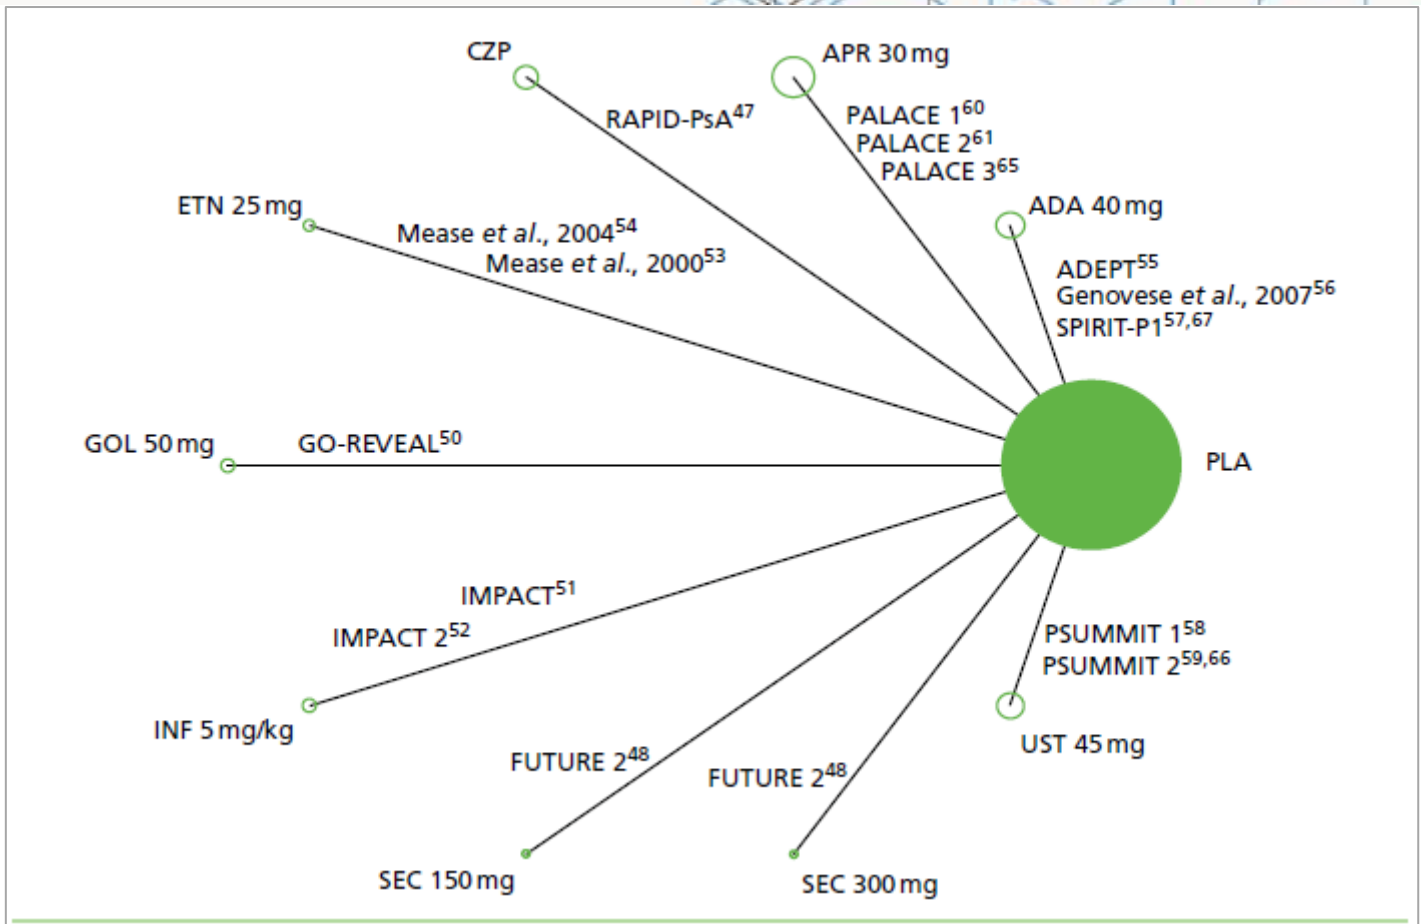 CZP
APR 30 mg
RAPID-PsA47
PALACE 160
PALACE 261
PALACE 365
ETN 25 mg
ADA 40 mg
Mease et al., 200454
Mease et al., 200053
ADEPT55
Genovese et al., 200756
SPIRIT-P157,67
GOL 50 mg
GO-REVEAL50
PLA
IMPACT51
IMPACT 252
PSUMMIT 158
PSUMMIT 259,66
INF 5 mg/kg
UST 45 mg
FUTURE 248
FUTURE 248
SEC 150 mg
SEC 300 mg